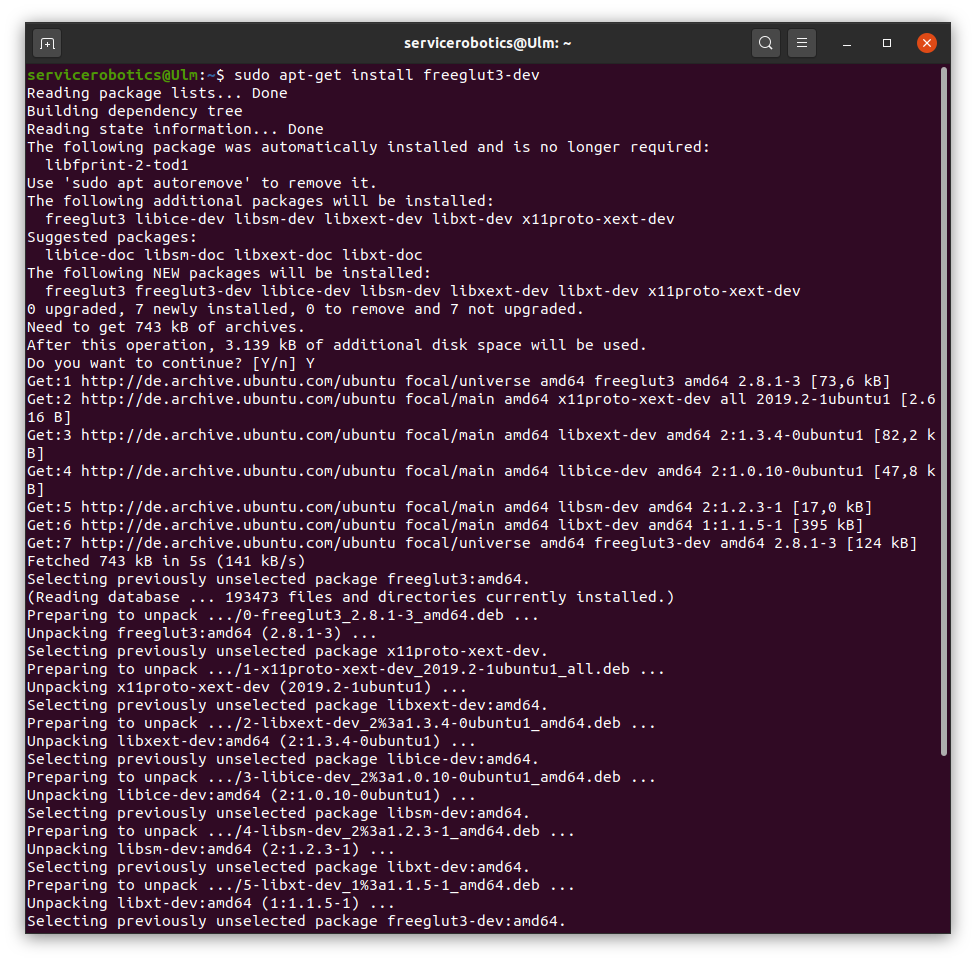 servicerobotics@Ulm: ~
servicerobotics@Ulm:~$ sudo apt-get install freeglut3-dev
Reading package lists... Done
Building dependency tree
Reading state information... Done
The following package was automatically installed and is no longer required:
  libfprint-2-tod1
Use 'sudo apt autoremove' to remove it.
The following additional packages will be installed:
  freeglut3 libice-dev libsm-dev libxext-dev libxt-dev x11proto-xext-dev
Suggested packages:
  libice-doc libsm-doc libxext-doc libxt-doc
The following NEW packages will be installed:
  freeglut3 freeglut3-dev libice-dev libsm-dev libxext-dev libxt-dev x11proto-xext-dev
0 upgraded, 7 newly installed, 0 to remove and 7 not upgraded.
Need to get 743 kB of archives.
After this operation, 3.139 kB of additional disk space will be used.
Do you want to continue? [Y/n] Y
Get:1 http://de.archive.ubuntu.com/ubuntu focal/universe amd64 freeglut3 amd64 2.8.1-3 [73,6 kB]
Get:2 http://de.archive.ubuntu.com/ubuntu focal/main amd64 x11proto-xext-dev all 2019.2-1ubuntu1 [2.6
16 B]
Get:3 http://de.archive.ubuntu.com/ubuntu focal/main amd64 libxext-dev amd64 2:1.3.4-0ubuntu1 [82,2 k
B]
Get:4 http://de.archive.ubuntu.com/ubuntu focal/main amd64 libice-dev amd64 2:1.0.10-0ubuntu1 [47,8 k
B]
Get:5 http://de.archive.ubuntu.com/ubuntu focal/main amd64 libsm-dev amd64 2:1.2.3-1 [17,0 kB]
Get:6 http://de.archive.ubuntu.com/ubuntu focal/main amd64 libxt-dev amd64 1:1.1.5-1 [395 kB]
Get:7 http://de.archive.ubuntu.com/ubuntu focal/universe amd64 freeglut3-dev amd64 2.8.1-3 [124 kB]
Fetched 743 kB in 5s (141 kB/s)
Selecting previously unselected package freeglut3:amd64.
(Reading database ... 193473 files and directories currently installed.)
Preparing to unpack .../0-freeglut3_2.8.1-3_amd64.deb ...
Unpacking freeglut3:amd64 (2.8.1-3) ...
Selecting previously unselected package x11proto-xext-dev.
Preparing to unpack .../1-x11proto-xext-dev_2019.2-1ubuntu1_all.deb ...
Unpacking x11proto-xext-dev (2019.2-1ubuntu1) ...
Selecting previously unselected package libxext-dev:amd64.
Preparing to unpack .../2-libxext-dev_2%3a1.3.4-0ubuntu1_amd64.deb ...
Unpacking libxext-dev:amd64 (2:1.3.4-0ubuntu1) ...
Selecting previously unselected package libice-dev:amd64.
Preparing to unpack .../3-libice-dev_2%3a1.0.10-0ubuntu1_amd64.deb ...
Unpacking libice-dev:amd64 (2:1.0.10-0ubuntu1) ...
Selecting previously unselected package libsm-dev:amd64.
Preparing to unpack .../4-libsm-dev_2%3a1.2.3-1_amd64.deb ...
Unpacking libsm-dev:amd64 (2:1.2.3-1) ...
Selecting previously unselected package libxt-dev:amd64.
Preparing to unpack .../5-libxt-dev_1%3a1.1.5-1_amd64.deb ...
Unpacking libxt-dev:amd64 (1:1.1.5-1) ...
Selecting previously unselected package freeglut3-dev:amd64.